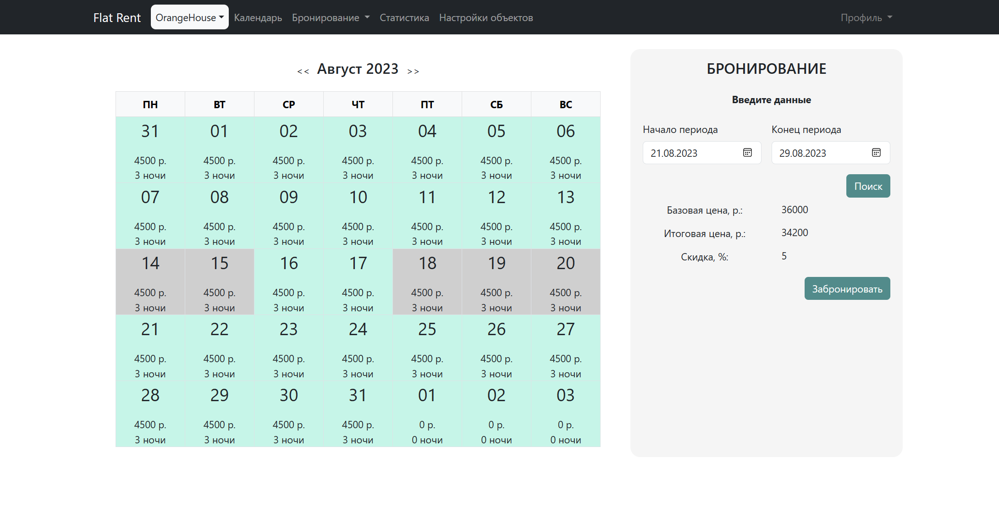 Flat Rent OrangeHouse Календарь Бронирование Статистика Настройки объектов Профиль
<< Август 2023 >>
ПН ВТ СР ЧТ ПТ СБ ВС
31 01 02 03 04 05 06
4500 р. 4500 р. 4500 р. 4500 р. 4500 р. 4500 р. 4500 р.
3 ночи 3 ночи 3 ночи 3 ночи 3 ночи 3 ночи 3 ночи
07 08 09 10 11 12 13
4500 р. 4500 р. 4500 р. 4500 р. 4500 р. 4500 р. 4500 р.
3 ночи 3 ночи 3 ночи 3 ночи 3 ночи 3 ночи 3 ночи
14 15 16 17 18 19 20
4500 р. 4500 р. 4500 р. 4500 р. 4500 р. 4500 р. 4500 р.
3 ночи 3 ночи 3 ночи 3 ночи 3 ночи 3 ночи 3 ночи
21 22 23 24 25 26 27
4500 р. 4500 р. 4500 р. 4500 р. 4500 р. 4500 р. 4500 р.
3 ночи 3 ночи 3 ночи 3 ночи 3 ночи 3 ночи 3 ночи
28 29 30 31 01 02 03
4500 р. 4500 р. 4500 р. 4500 р. 0 р. 0 р. 0 р.
3 ночи 3 ночи 3 ночи 3 ночи 0 ночи 0 ночи 0 ночи
БРОНИРОВАНИЕ
Введите данные
Начало периода Конец периода
21.08.2023 29.08.2023
Поиск
Базовая цена, р.: 36000
Итоговая цена, р.: 34200
Скидка, %: 5
Забронировать